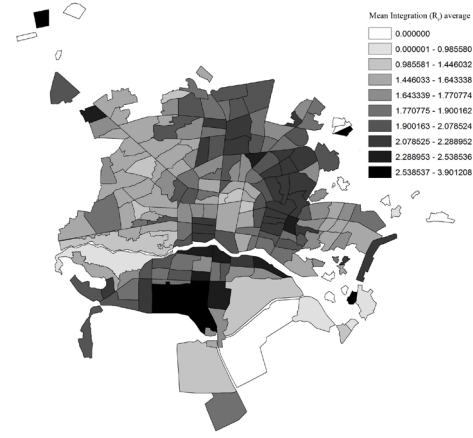 Mean Integration (Rr) average
0.000000
0.000001 - 0.985580
0.985581 - 1.446032
1.446033 - 1.643338
1.643339 - 1.770774
1.770775 - 1.900162
1.900163 - 2.078524
2.078525 - 2.288952
2.288953 - 2.538536
2.538537 - 3.901208